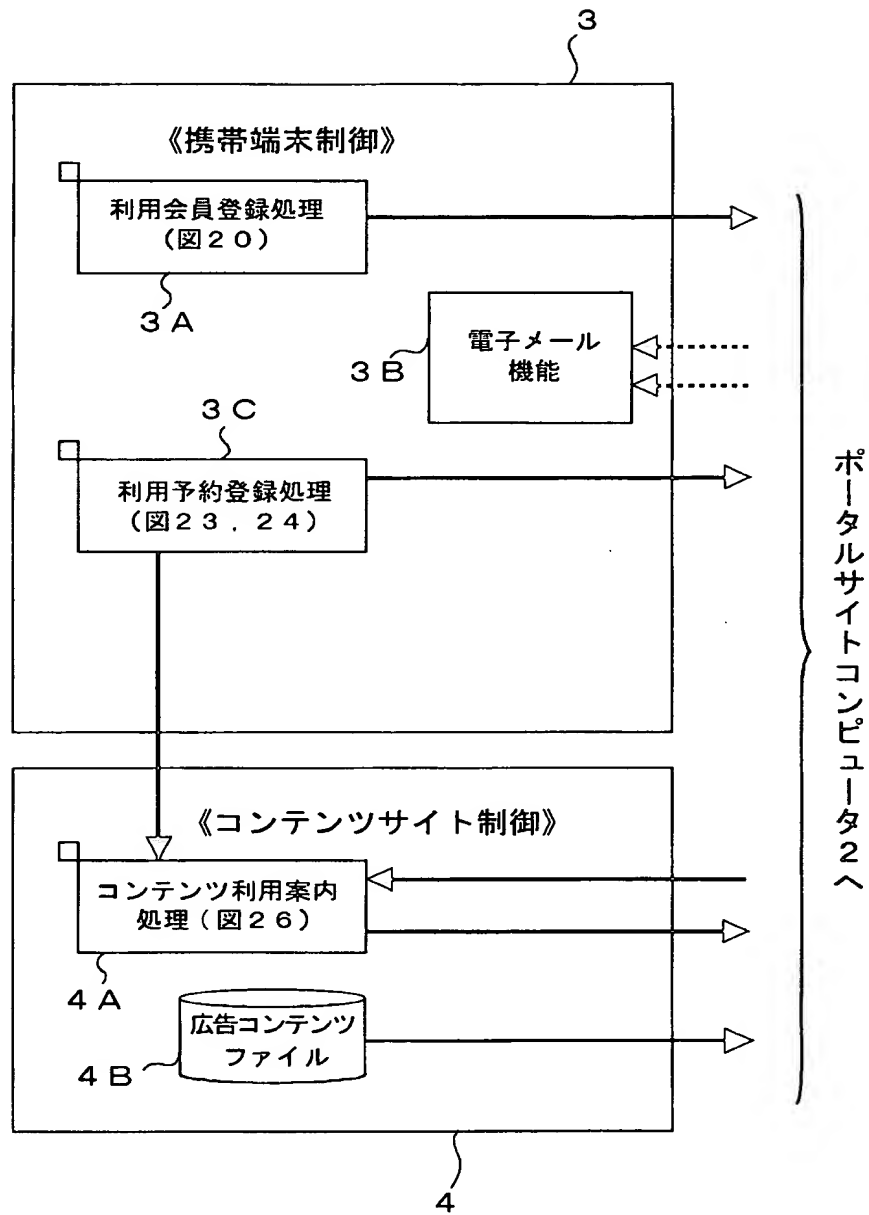 3
《携帯端末制御》
利用会員登録処理
(図20)
3A
電子メール
機能
3B
3C
利用予約登録処理
(図23,24)
ポータルサイトコンピュータ2へ
《コンテンツサイト制御》
コンテンツ利用案内
処理(図26)
4A
広告コンテンツ
ファイル
4B
4